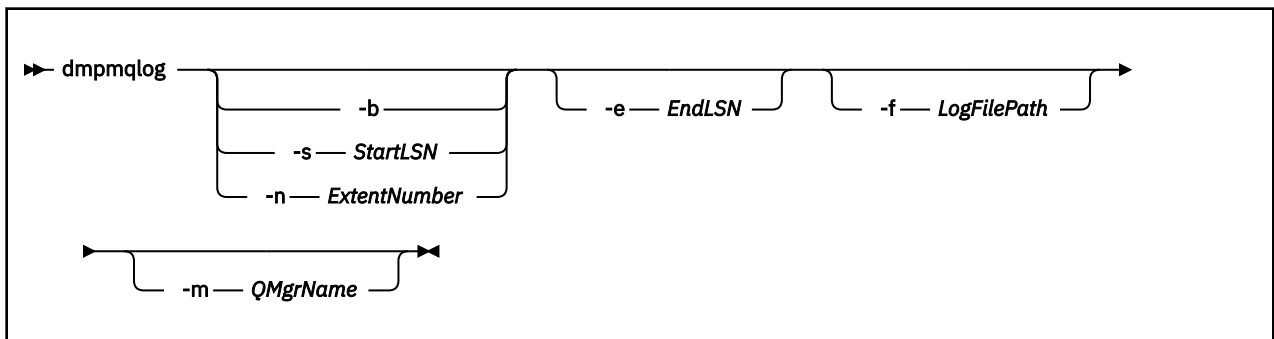 dmpmqlog
-b
-e EndLSN
-f LogFilePath
-s StartLSN
-n ExtentNumber
-m QMgrName